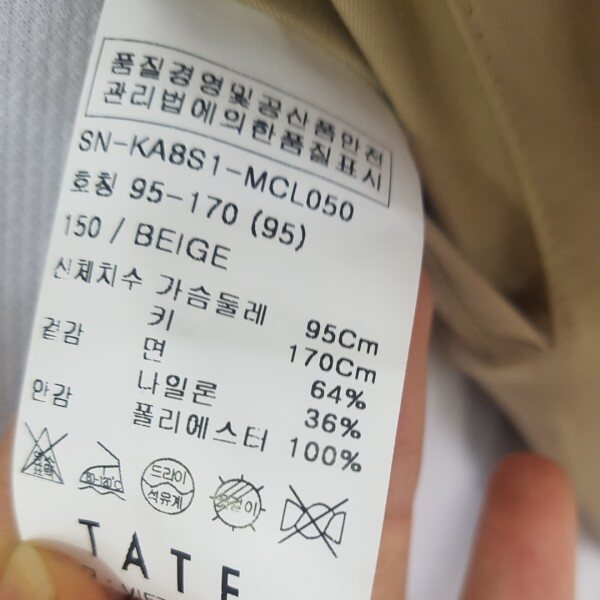 품질경영및공산품안전
관리법에의한품질표시
SN-KA8S1-MCL050
호칭 95-170 (95)
150 / BEIGE
신체치수 가슴둘레 95Cm
키 170Cm
겉감 면 64%
나일론 36%
안감 폴리에스터 100%
80-120°C
드라이
석유계
TATE